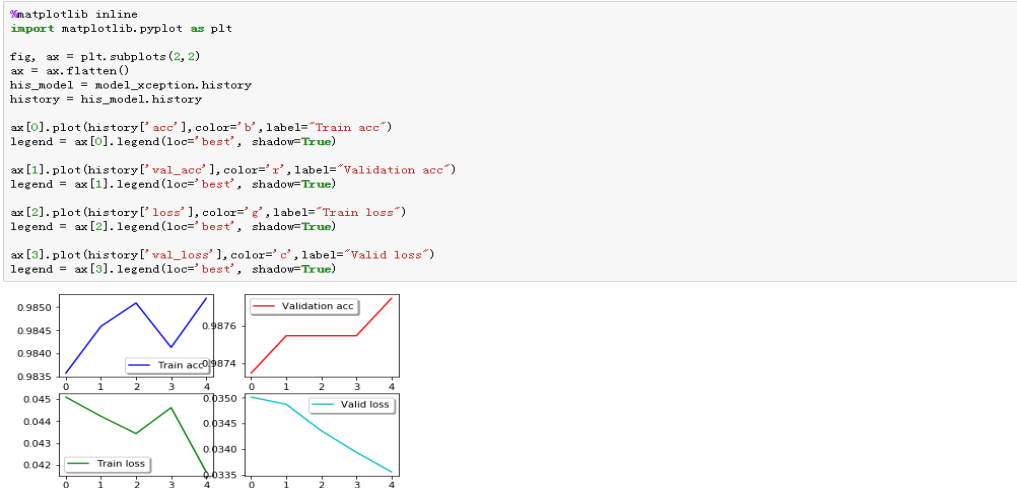 %matplotlib inline
import matplotlib.pyplot as plt
fig, ax = plt.subplots(2,2)
ax = ax.flatten()
his_model = model_xception.history
history = his_model.history
ax[0].plot(history['acc'],color='b',label="Train acc")
legend = ax[0].legend(loc='best', shadow=True)
ax[1].plot(history['val_acc'],color='r',label="Validation acc")
legend = ax[1].legend(loc='best', shadow=True)
ax[2].plot(history['loss'],color='g',label="Train loss")
legend = ax[2].legend(loc='best', shadow=True)
ax[3].plot(history['val_loss'],color='c',label="Valid loss")
legend = ax[3].legend(loc='best', shadow=True)
0.9850
0.9845
0.9840
0.9835
Train acc
0 1 2 3 4
Validation acc
0.9876
0.9874
0 1 2 3 4
0.045
0.044
0.043
0.042
Train loss
0 1 2 3 4
Valid loss
0.0350
0.0345
0.0340
0.0335
0 1 2 3 4